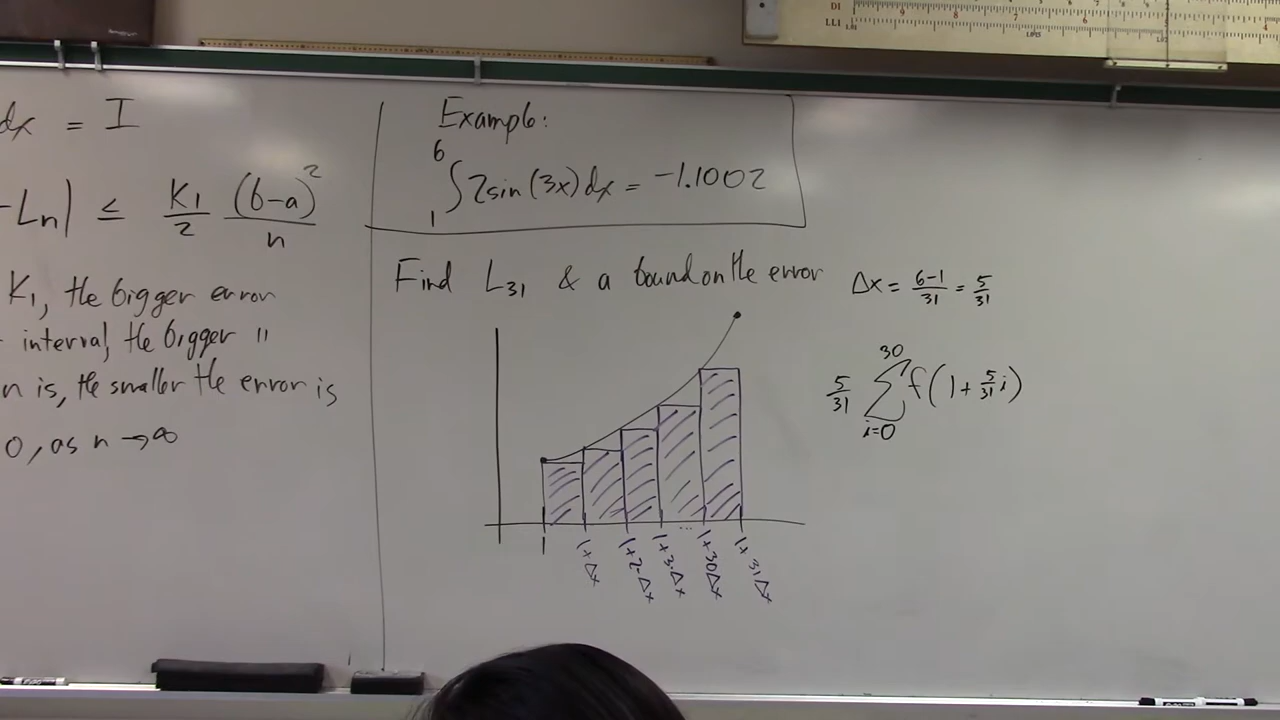 dx = I
-Ln| ≤ K1/2 (b-a)²/n
K1, the bigger error
interval, the bigger "
n is, the smaller the error is
0, as n → ∞
Example:
∫₁⁶ 2sin(3x)dx = -1.1002
Find L31 & a bound on the error
Δx = 6-1/31 = 5/31
5/31 Σ_{i=0}^{30} f(1+5/31 i)
1
1+Δx
1+2·Δx
1+3·Δx
...
1+30Δx
1+31Δx
DI
LL1
EXPO